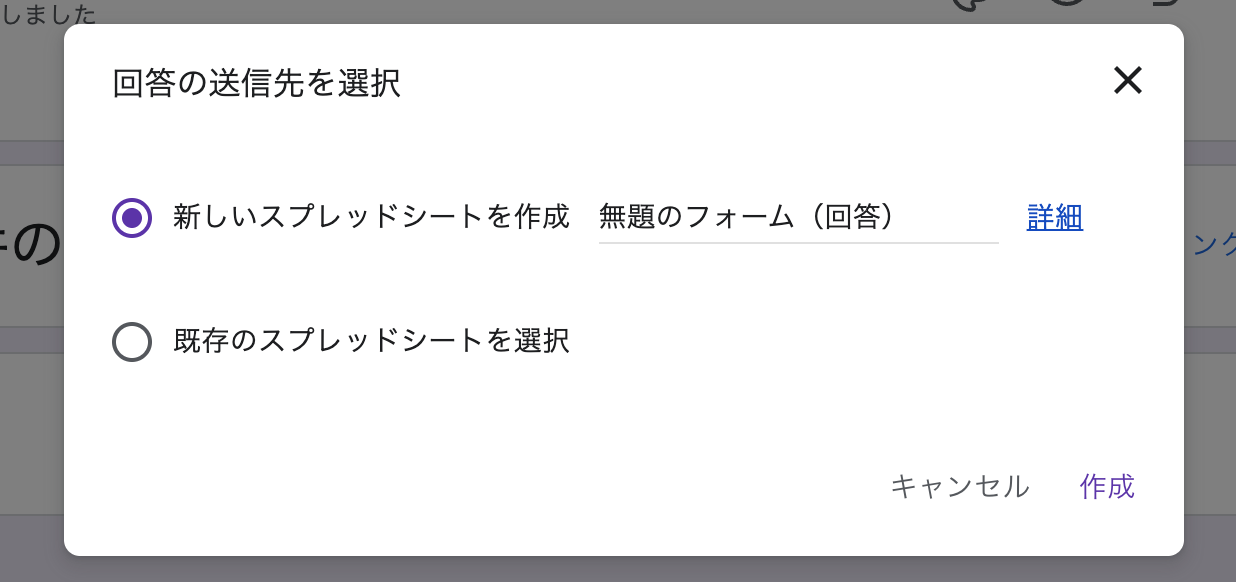 しました
回答の送信先を選択
新しいスプレッドシートを作成 無題のフォーム（回答） 詳細
の
ング
既存のスプレッドシートを選択
キャンセル 作成